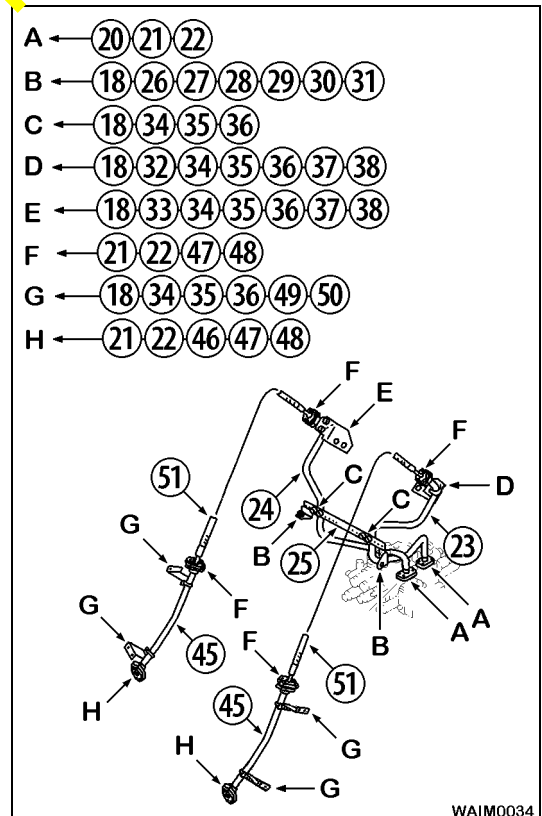 A 20 21 22
B 18 26 27 28 29 30 31
C 18 34 35 36
D 18 32 34 35 36 37 38
E 18 33 34 35 36 37 38
F 21 22 47 48
G 18 34 35 36 49 50
H 21 22 46 47 48
F
E
F
51
C
D
24
C
G
B
25
23
G
F
A
A
B
45
F
51
H
45
G
H
G
WAIM0034